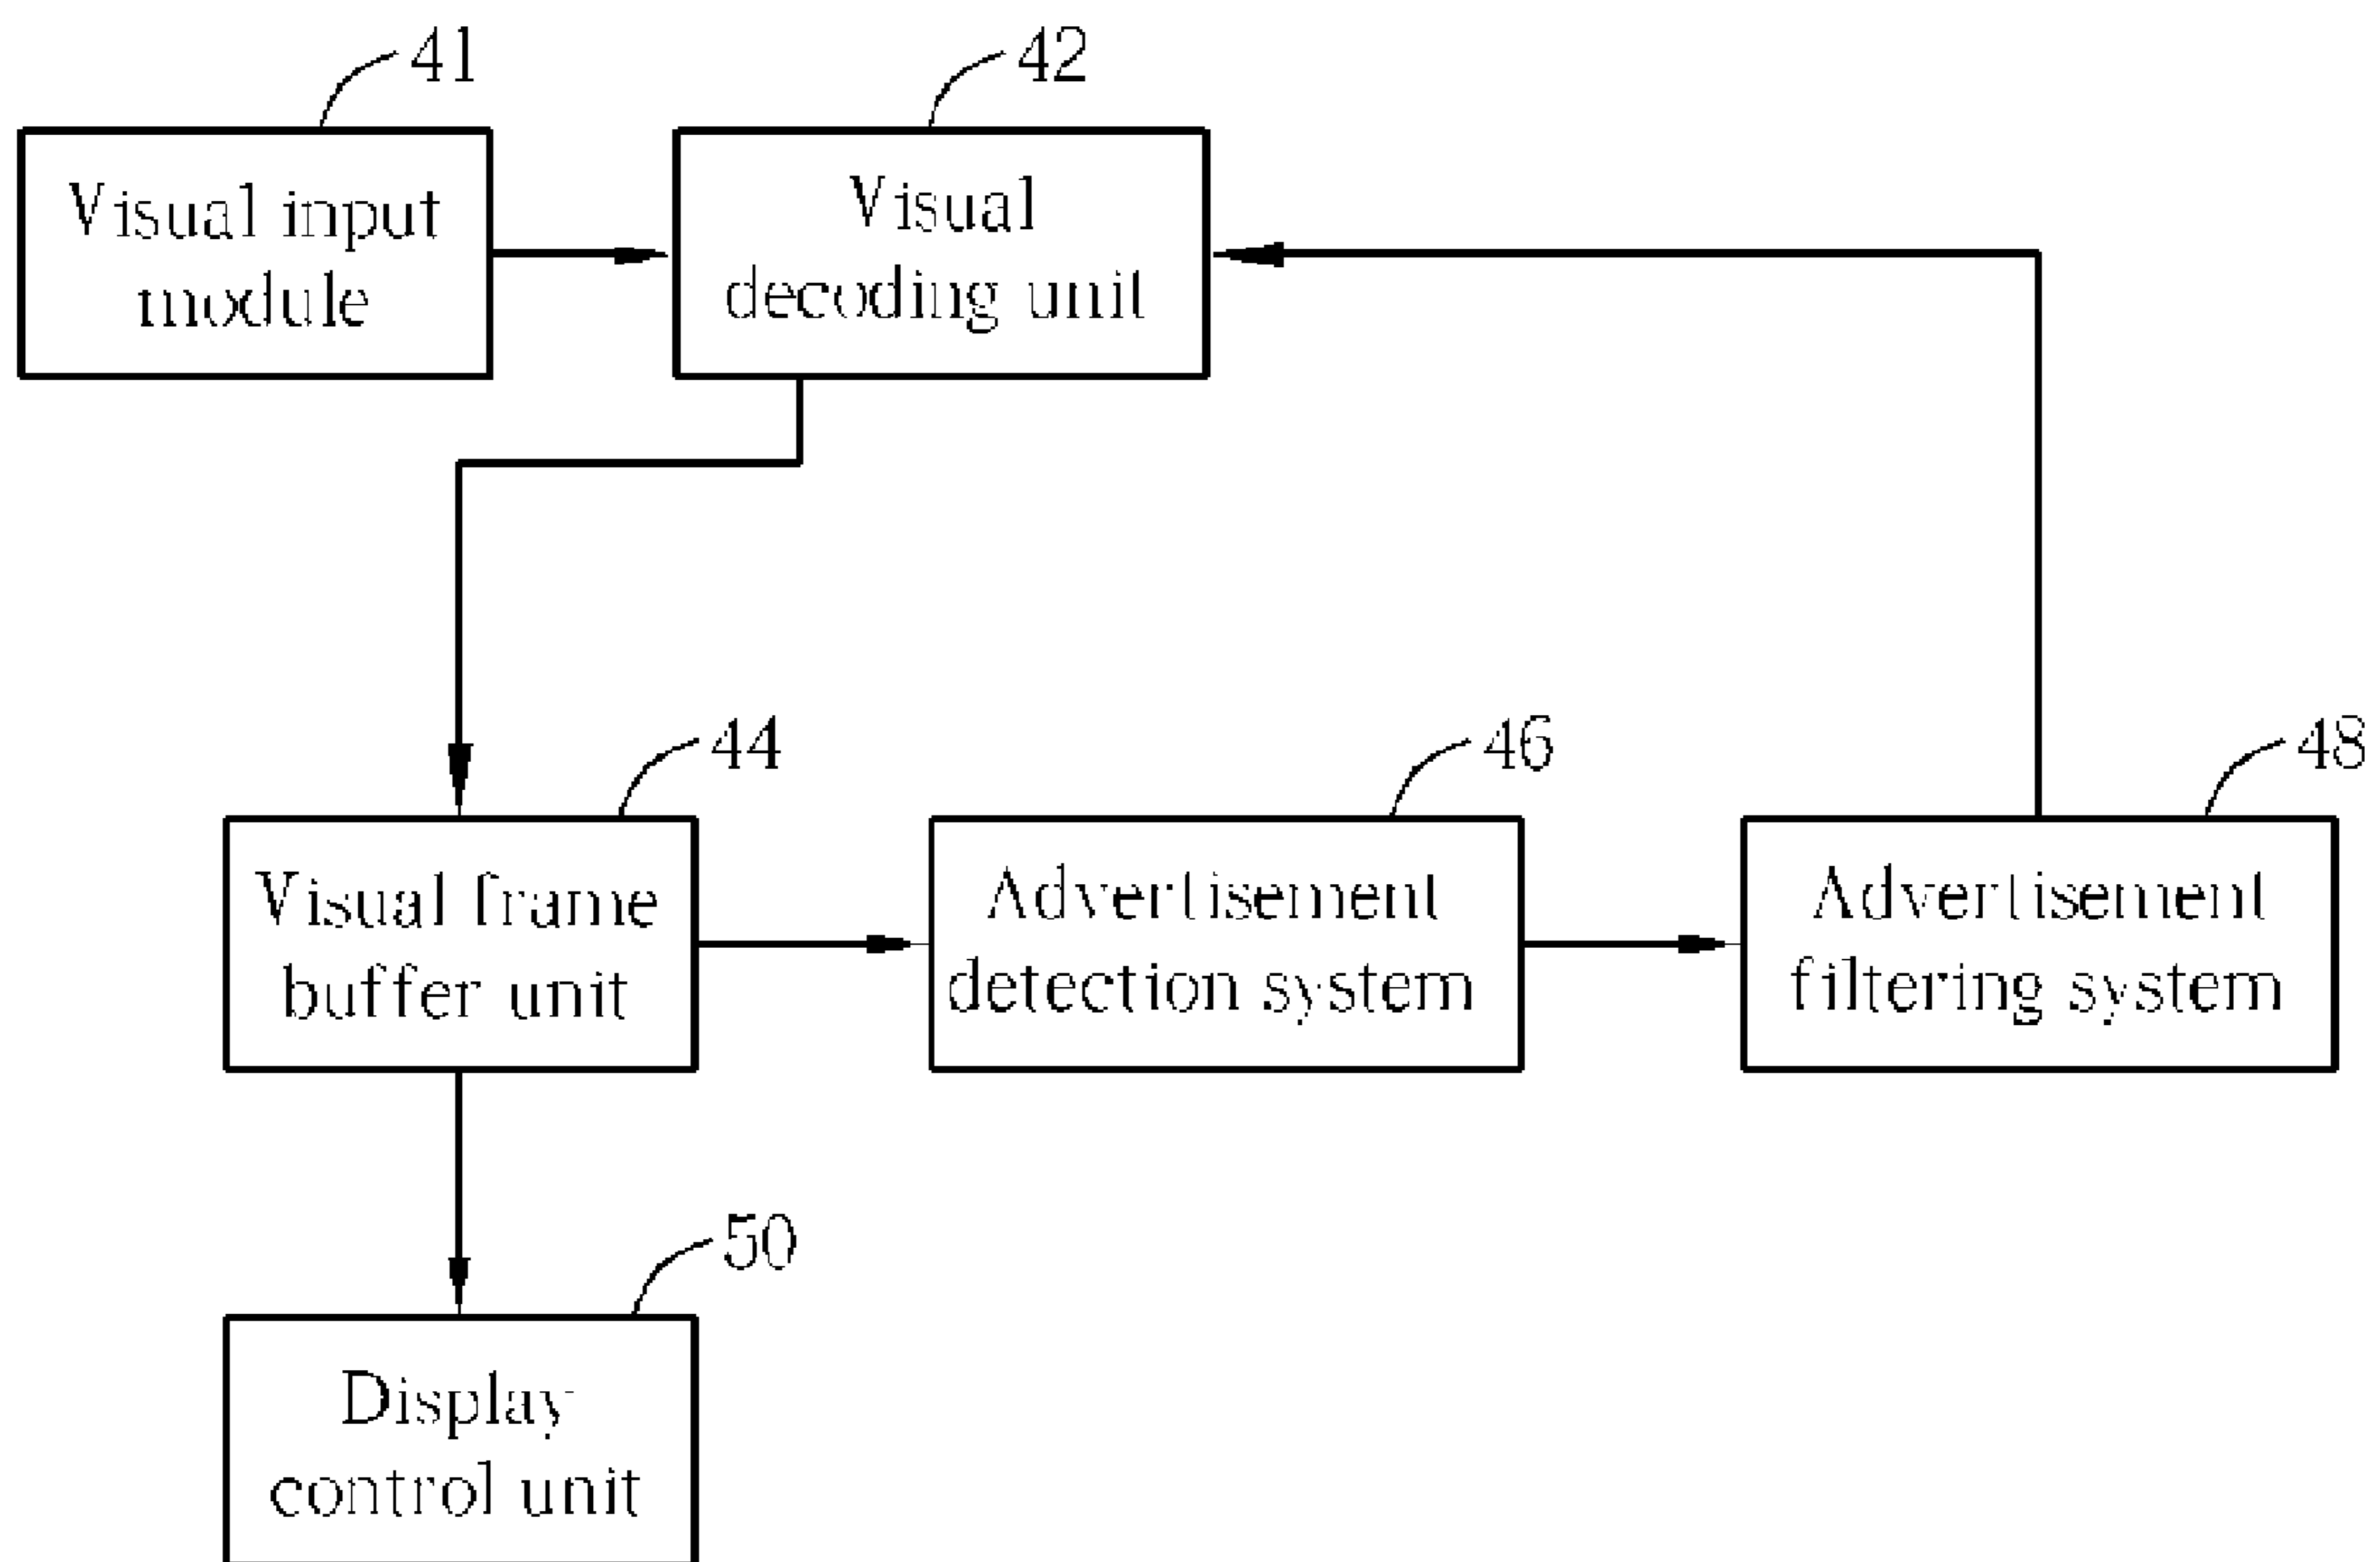 41
42
Visual input
module
Visual
decoding unit
44
46
48
Visual frame
buffer unit
Advertisement
detection system
Advertisement
filtering system
50
Display
control unit